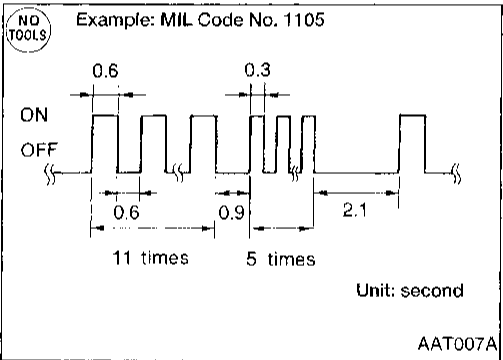 NO TOOLS
Example: MIL Code No. 1105
0.6
0.3
ON
OFF
0.6
0.9
2.1
11 times
5 times
Unit: second
AAT007A